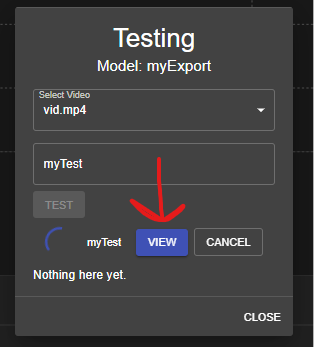 Testing
Model: myExport
Select Video
vid.mp4
myTest
TEST
myTest VIEW CANCEL
Nothing here yet.
CLOSE